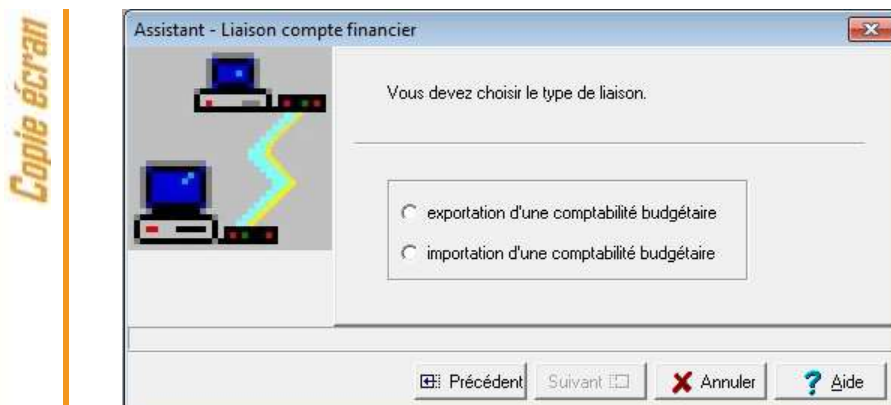 Copie écran
Assistant - Liaison compte financier
Vous devez choisir le type de liaison.
exportation d'une comptabilité budgétaire
importation d'une comptabilité budgétaire
Précédent Suivant Annuler Aide